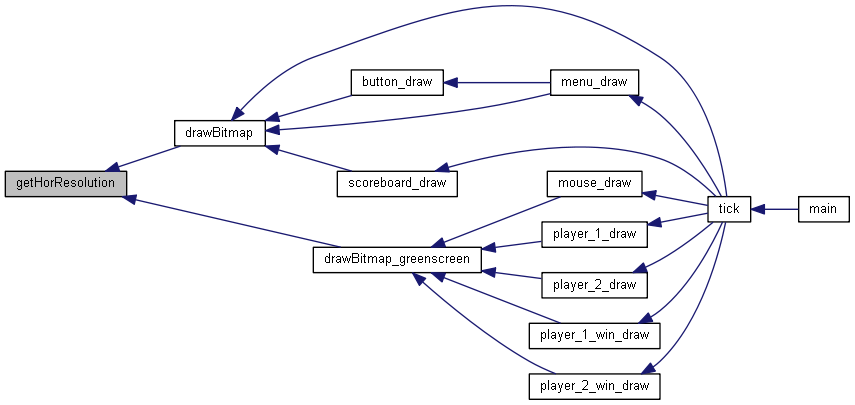 button_draw
menu_draw
drawBitmap
getHorResolution
scoreboard_draw
mouse_draw
tick
main
player_1_draw
drawBitmap_greenscreen
player_2_draw
player_1_win_draw
player_2_win_draw